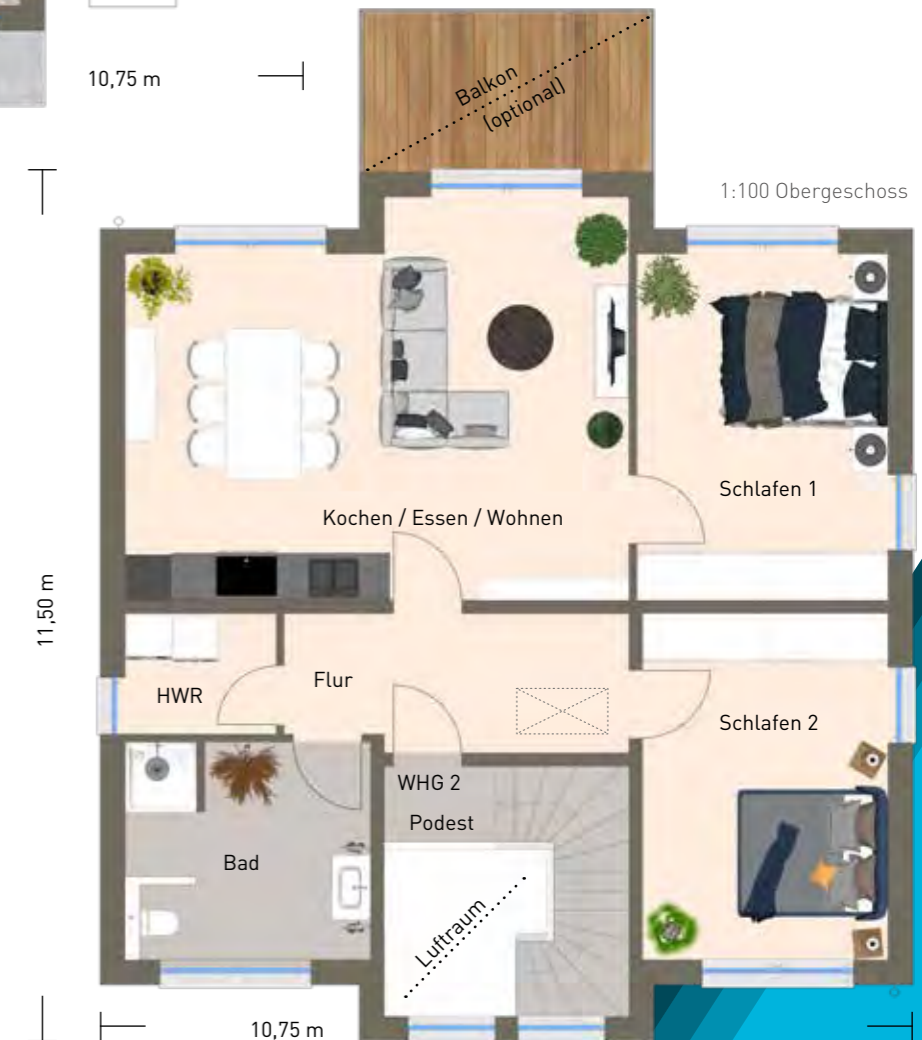 10,75 m
Balkon
(optional)
1:100 Obergeschoss
Schlafen 1
Kochen / Essen / Wohnen
11,50 m
HWR
Flur
Schlafen 2
WHG 2
Podest
Bad
Luftraum
10,75 m